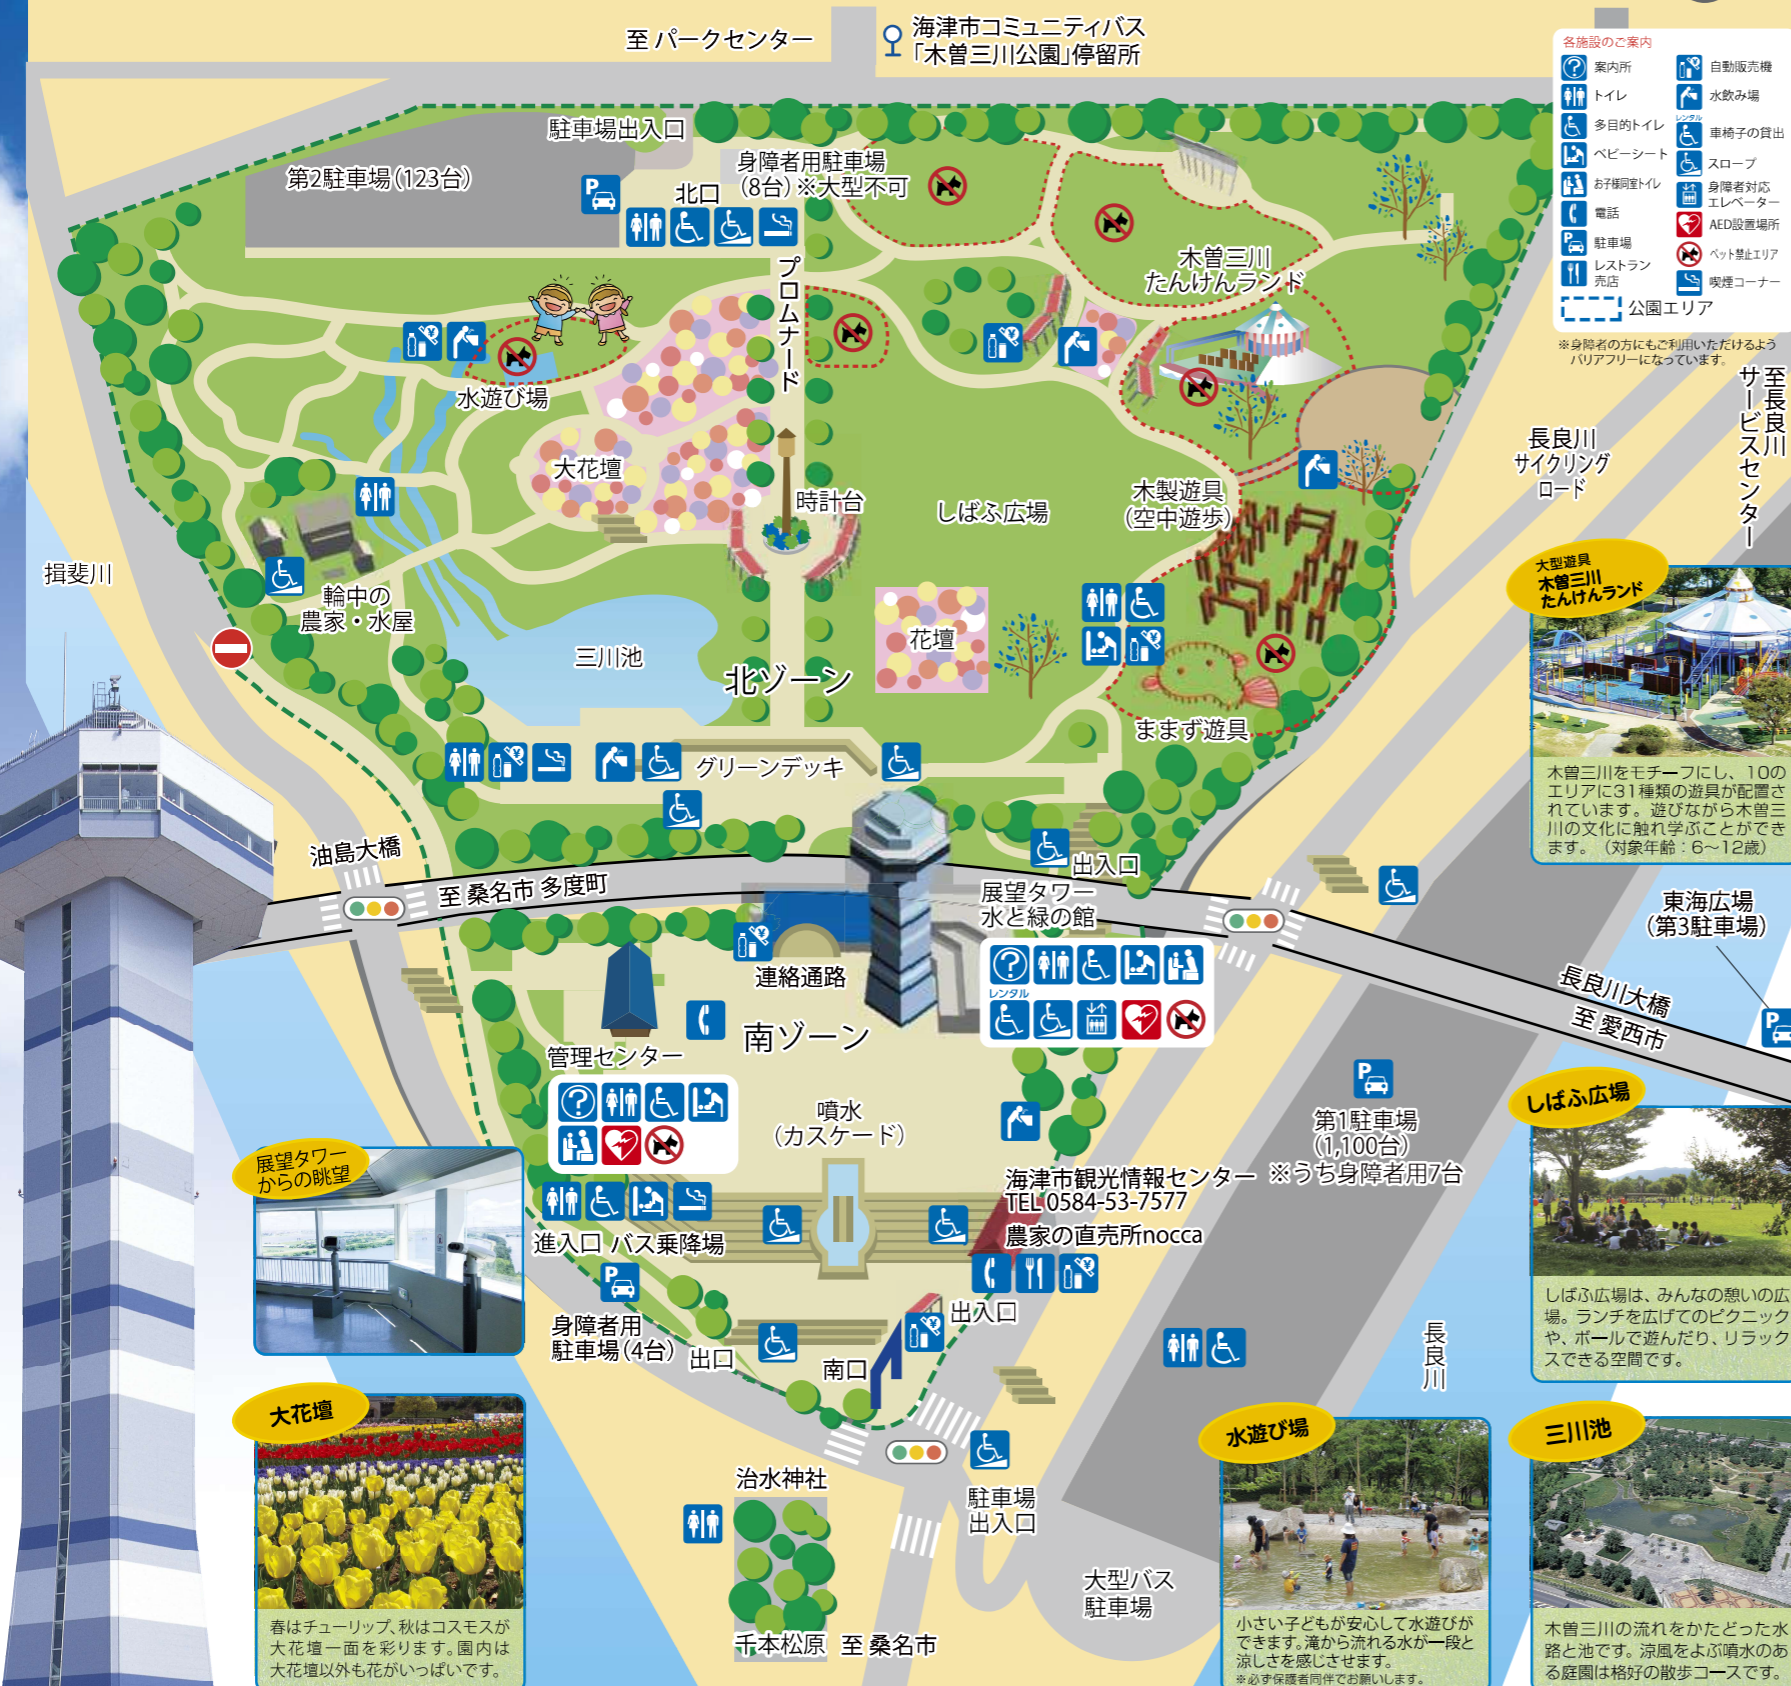 至 パークセンター
海津市コミュニティバス
「木曽三川公園」停留所
各施設のご案内
案内所
自動販売機
トイレ
水飲み場
多目的トイレ
レンタル
車椅子の貸出
ベビーシート
スロープ
お子様同室トイレ
身障者対応
エレベーター
電話
AED設置場所
駐車場
ペット禁止エリア
レストラン
売店
喫煙コーナー
公園エリア
※身障者の方にもご利用いただけるよう
バリアフリーになっています。
駐車場出入口
第2駐車場(123台)
身障者用駐車場
(8台)※大型不可
北口
プロムナード
木曽三川
たんけんランド
水遊び場
大花壇
時計台
しばふ広場
木製遊具
(空中遊歩)
長良川
サイクリング
ロード
至長良川
サービスセンター
揖斐川
輪中の
農家・水屋
三川池
北ゾーン
花壇
ままず遊具
グリーンデッキ
大型遊具
木曽三川
たんけんランド
木曽三川をモチーフにし、10の
エリアに31種類の遊具が配置さ
れています。遊びながら木曽三
川の文化に触れ学ぶことができ
ます。（対象年齢：6～12歳）
油島大橋
至 桑名市 多度町
出入口
展望タワー
水と緑の館
レンタル
連絡通路
東海広場
(第3駐車場)
長良川大橋
至 愛西市
南ゾーン
管理センター
噴水
(カスケード)
第1駐車場
(1,100台)
※うち身障者用7台
海津市観光情報センター
TEL 0584-53-7577
農家の直売所nocca
展望タワー
からの眺望
進入口 バス乗降場
身障者用
駐車場(4台)
出口
南口
出入口
長良川
しばふ広場
しばふ広場は、みんなの憩いの広
場。ランチを広げてのピクニック
や、ボールで遊んだり、リラック
スできる空間です。
大花壇
春はチューリップ、秋はコスモスが
大花壇一面を彩ります。園内は
大花壇以外も花がいっぱいです。
治水神社
千本松原
至 桑名市
駐車場
出入口
大型バス
駐車場
水遊び場
小さい子どもが安心して水遊びが
できます。滝から流れる水が一段と
涼しさを感じさせます。
※必ず保護者同伴でお願いします。
三川池
木曽三川の流れをかたどった水
路と池です。涼風をよぶ噴水のあ
る庭園は格好の散歩コースです。